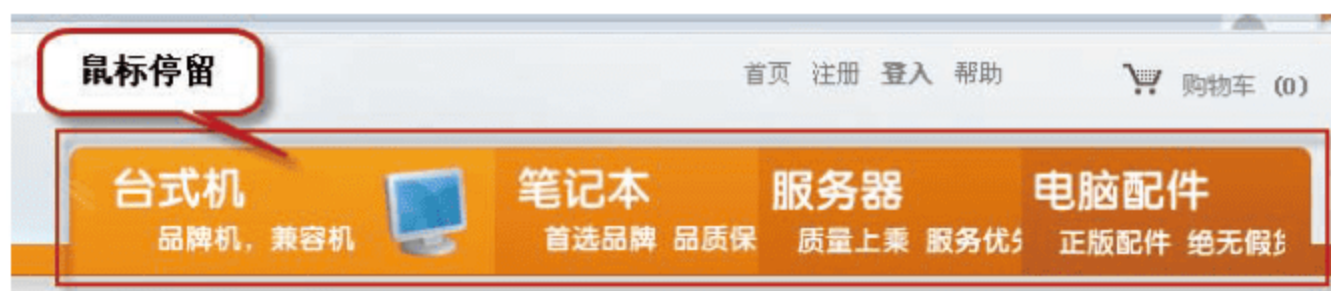 鼠标停留
首页 注册 登入 帮助 购物车 (0)
台式机 笔记本 服务器 电脑配件
品牌机，兼容机 首选品牌 品质保 质量上乘 服务优 正版配件 绝无假